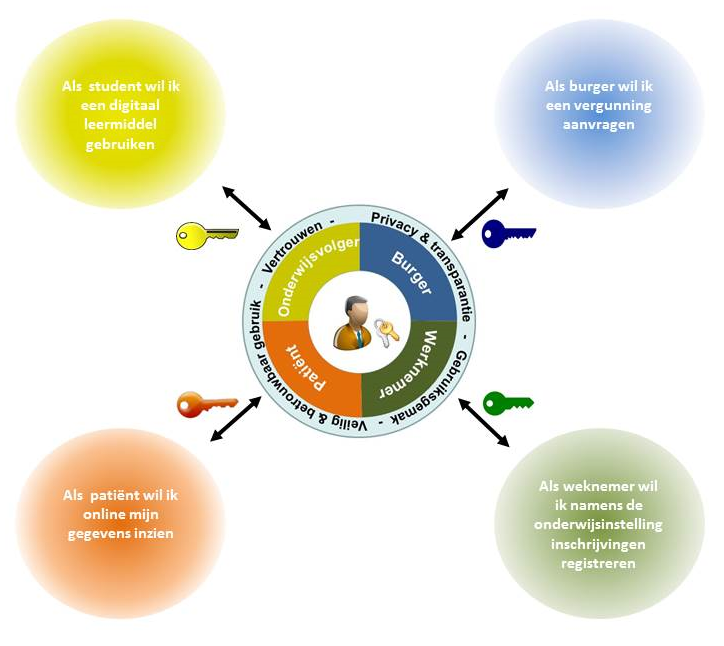 Als student wil ik
een digitaal
leermiddel
gebruiken
Als burger wil ik
een vergunning
aanvragen
Vertrouwen - Privacy & transparantie - Gebruiksgemak - Veilig & betrouwbaar gebruik -
Onderwijsvolger
Burger
Werknemer
Patiënt
Als patiënt wil ik
online mijn
gegevens inzien
Als weknemer wil
ik namens de
onderwijsinstelling
inschrijvingen
registreren